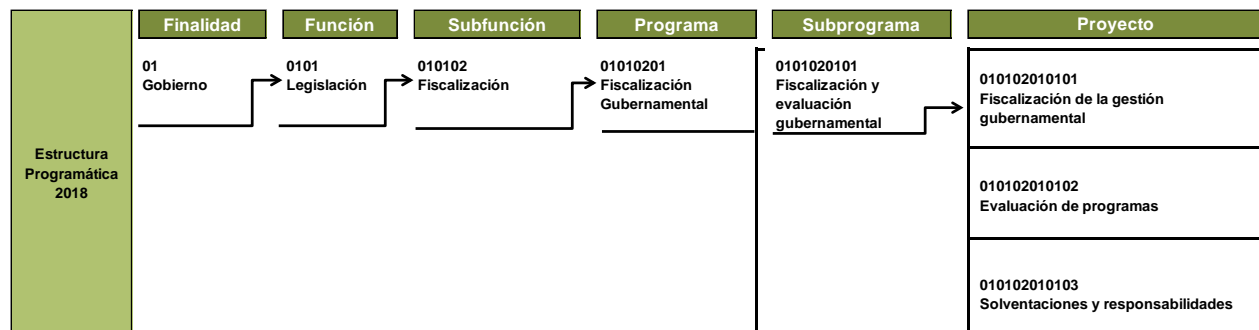 Finalidad
Función
Subfunción
Programa
Subprograma
Proyecto
Estructura
Programática
2018
01
Gobierno
0101
Legislación
010102
Fiscalización
01010201
Fiscalización
Gubernamental
0101020101
Fiscalización y
evaluación
gubernamental
010102010101
Fiscalización de la gestión
gubernamental
010102010102
Evaluación de programas
010102010103
Solventaciones y responsabilidades